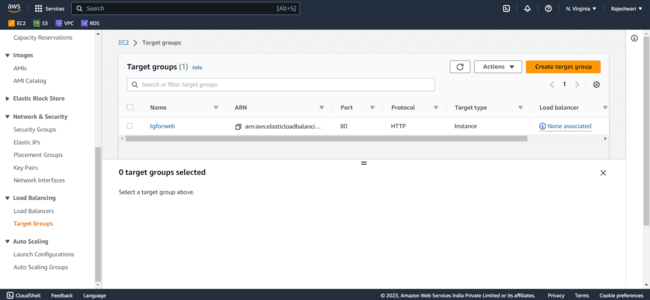 aws Services Search [Alt+S] N. Virginia Rajeshwari
EC2 S3 VPC RDS
Capacity Reservations
Images
AMIs
AMI Catalog
Elastic Block Store
Network & Security
Security Groups
Elastic IPs
Placement Groups
Key Pairs
Network Interfaces
Load Balancing
Load Balancers
Target Groups
Auto Scaling
Launch Configurations
Auto Scaling Groups
EC2 > Target groups
Target groups (1) Info
Actions
Create target group
Search or filter target groups
1
Name ARN Port Protocol Target type Load balancer
tgforweb arn:aws:elasticloadbalanci... 80 HTTP Instance None associated
0 target groups selected
Select a target group above.
CloudShell Feedback Language © 2023, Amazon Web Services India Private Limited or its affiliates. Privacy Terms Cookie preferences